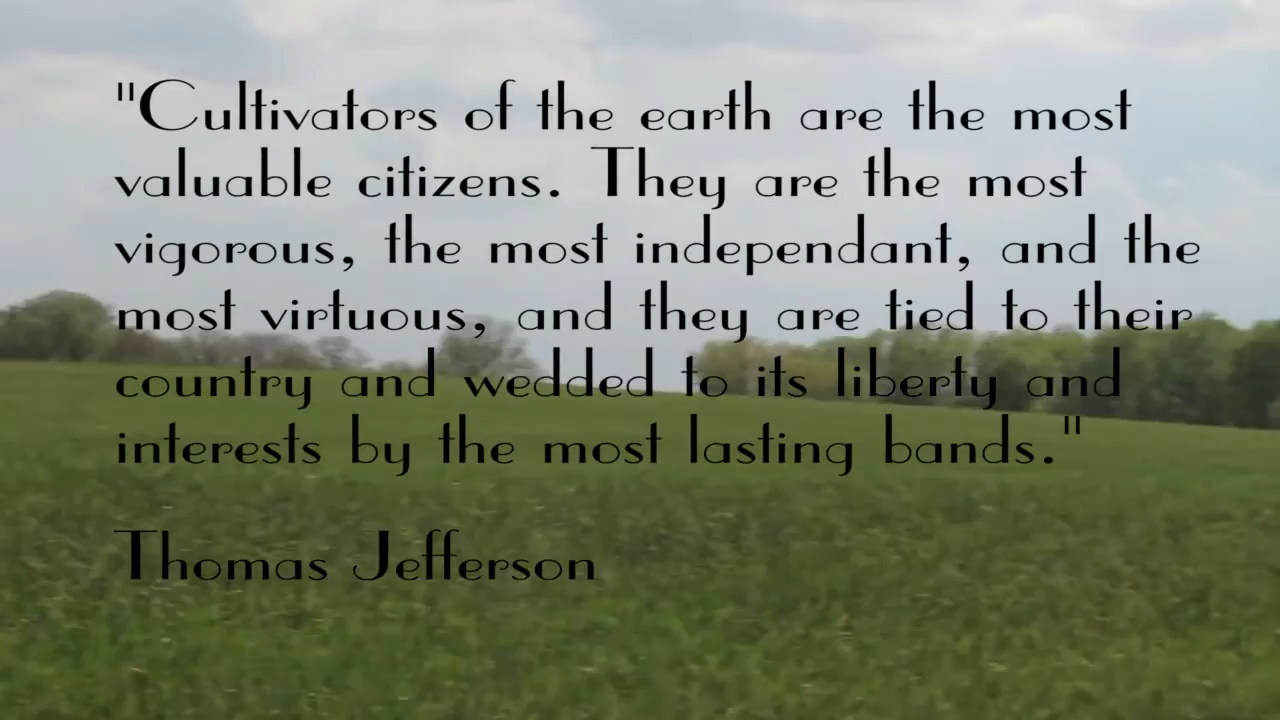 "Cultivators of the earth are the most
valuable citizens. They are the most
vigorous, the most independant, and the
most virtuous, and they are tied to their
country and wedded to its liberty and
interests by the most lasting bands."
Thomas Jefferson